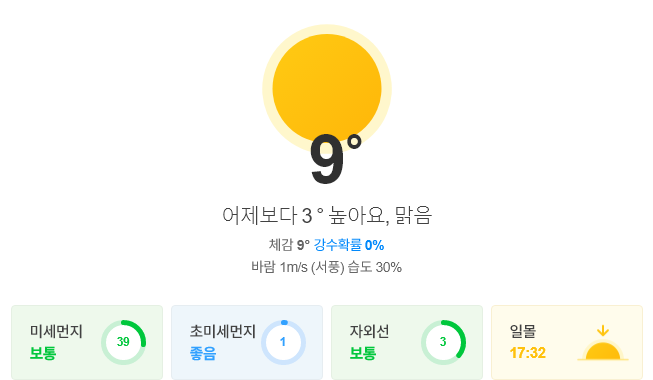 9°
어제보다 3° 높아요, 맑음
체감 9° 강수확률 0%
바람 1m/s (서풍) 습도 30%
미세먼지
보통
39
초미세먼지
좋음
1
자외선
보통
3
일몰
17:32